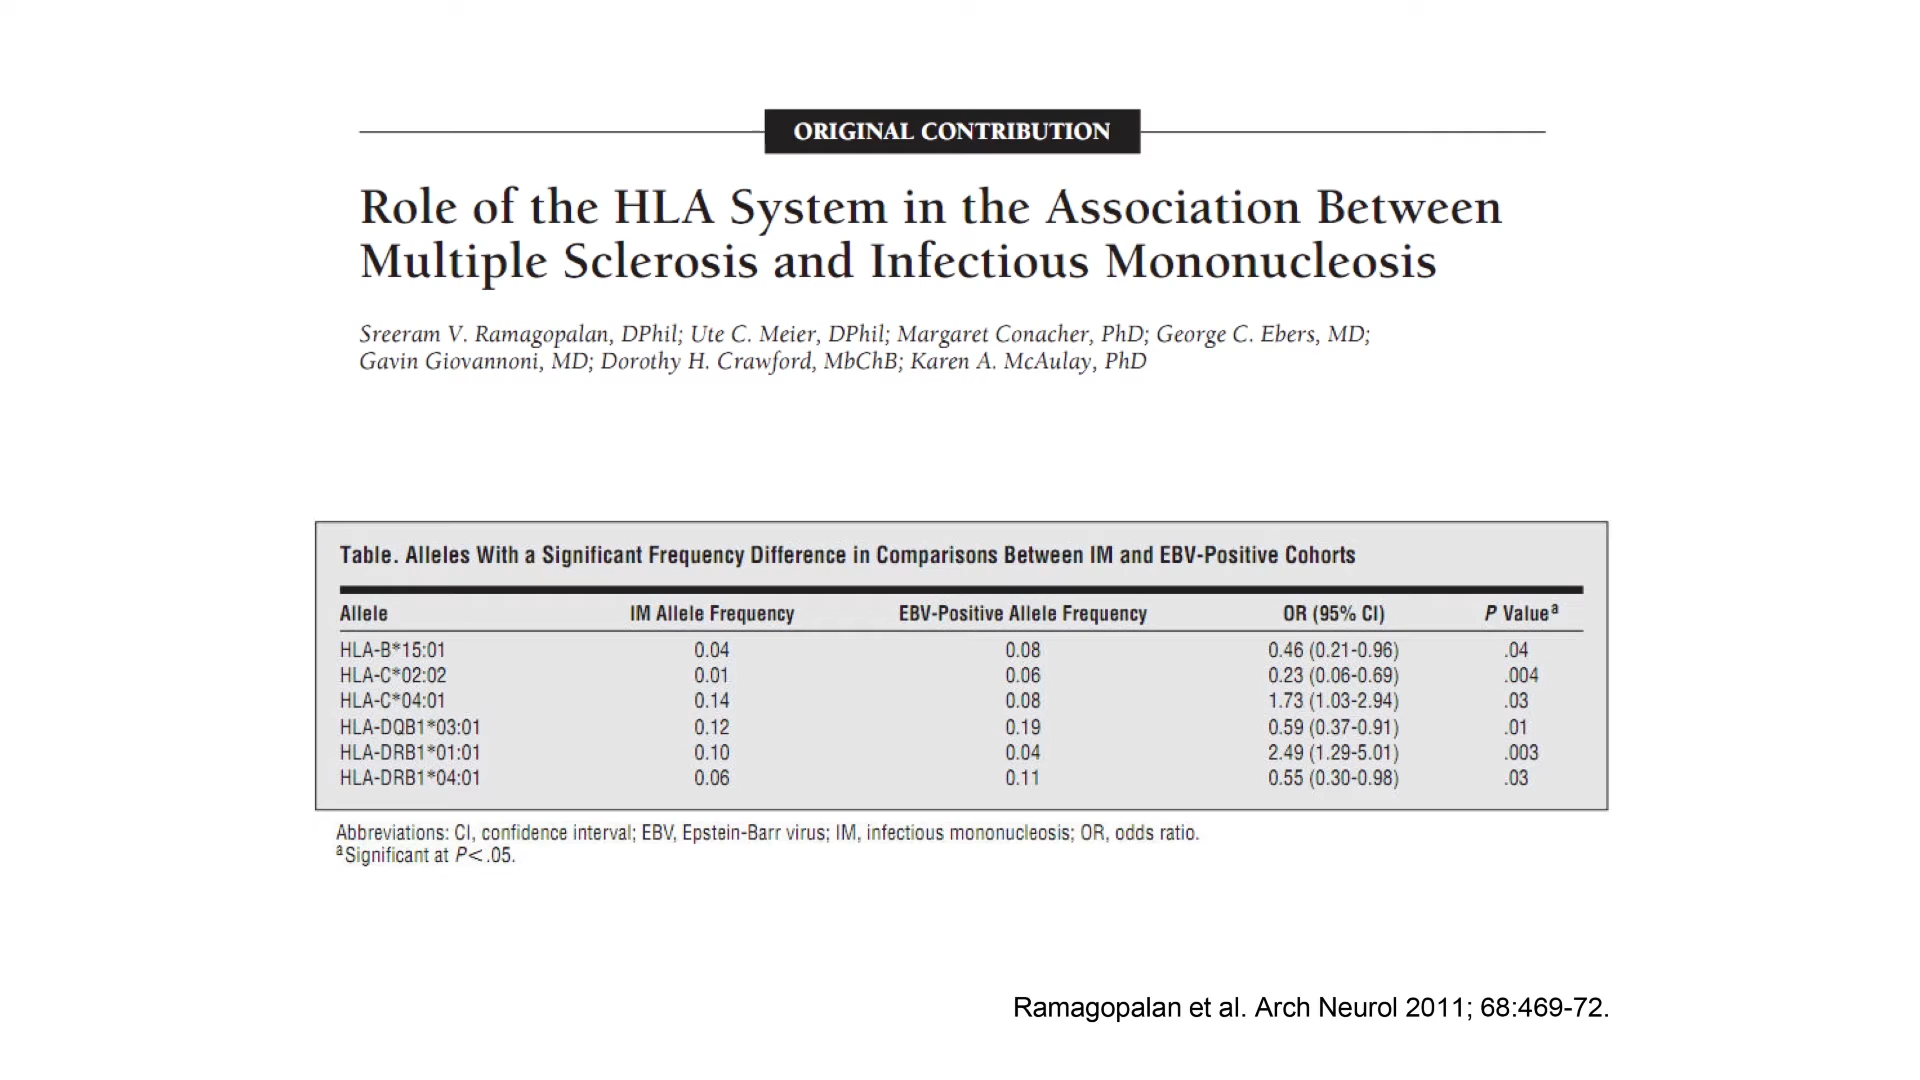 ORIGINAL CONTRIBUTION
Role of the HLA System in the Association Between
Multiple Sclerosis and Infectious Mononucleosis
Sreeram V. Ramagopalan, DPhil; Ute C. Meier, DPhil; Margaret Conacher, PhD; George C. Ebers, MD;
Gavin Giovannoni, MD; Dorothy H. Crawford, MbChB; Karen A. McAulay, PhD
Table. Alleles With a Significant Frequency Difference in Comparisons Between IM and EBV-Positive Cohorts
Allele IM Allele Frequency EBV-Positive Allele Frequency OR (95% CI) P Value a
HLA-B*15:01 0.04 0.08 0.46 (0.21-0.96) .04
HLA-C*02:02 0.01 0.06 0.23 (0.06-0.69) .004
HLA-C*04:01 0.14 0.08 1.73 (1.03-2.94) .03
HLA-DQB1*03:01 0.12 0.19 0.59 (0.37-0.91) .01
HLA-DRB1*01:01 0.10 0.04 2.49 (1.29-5.01) .003
HLA-DRB1*04:01 0.06 0.11 0.55 (0.30-0.98) .03
Abbreviations: CI, confidence interval; EBV, Epstein-Barr virus; IM, infectious mononucleosis; OR, odds ratio.
a Significant at P<.05.
Ramagopalan et al. Arch Neurol 2011; 68:469-72.